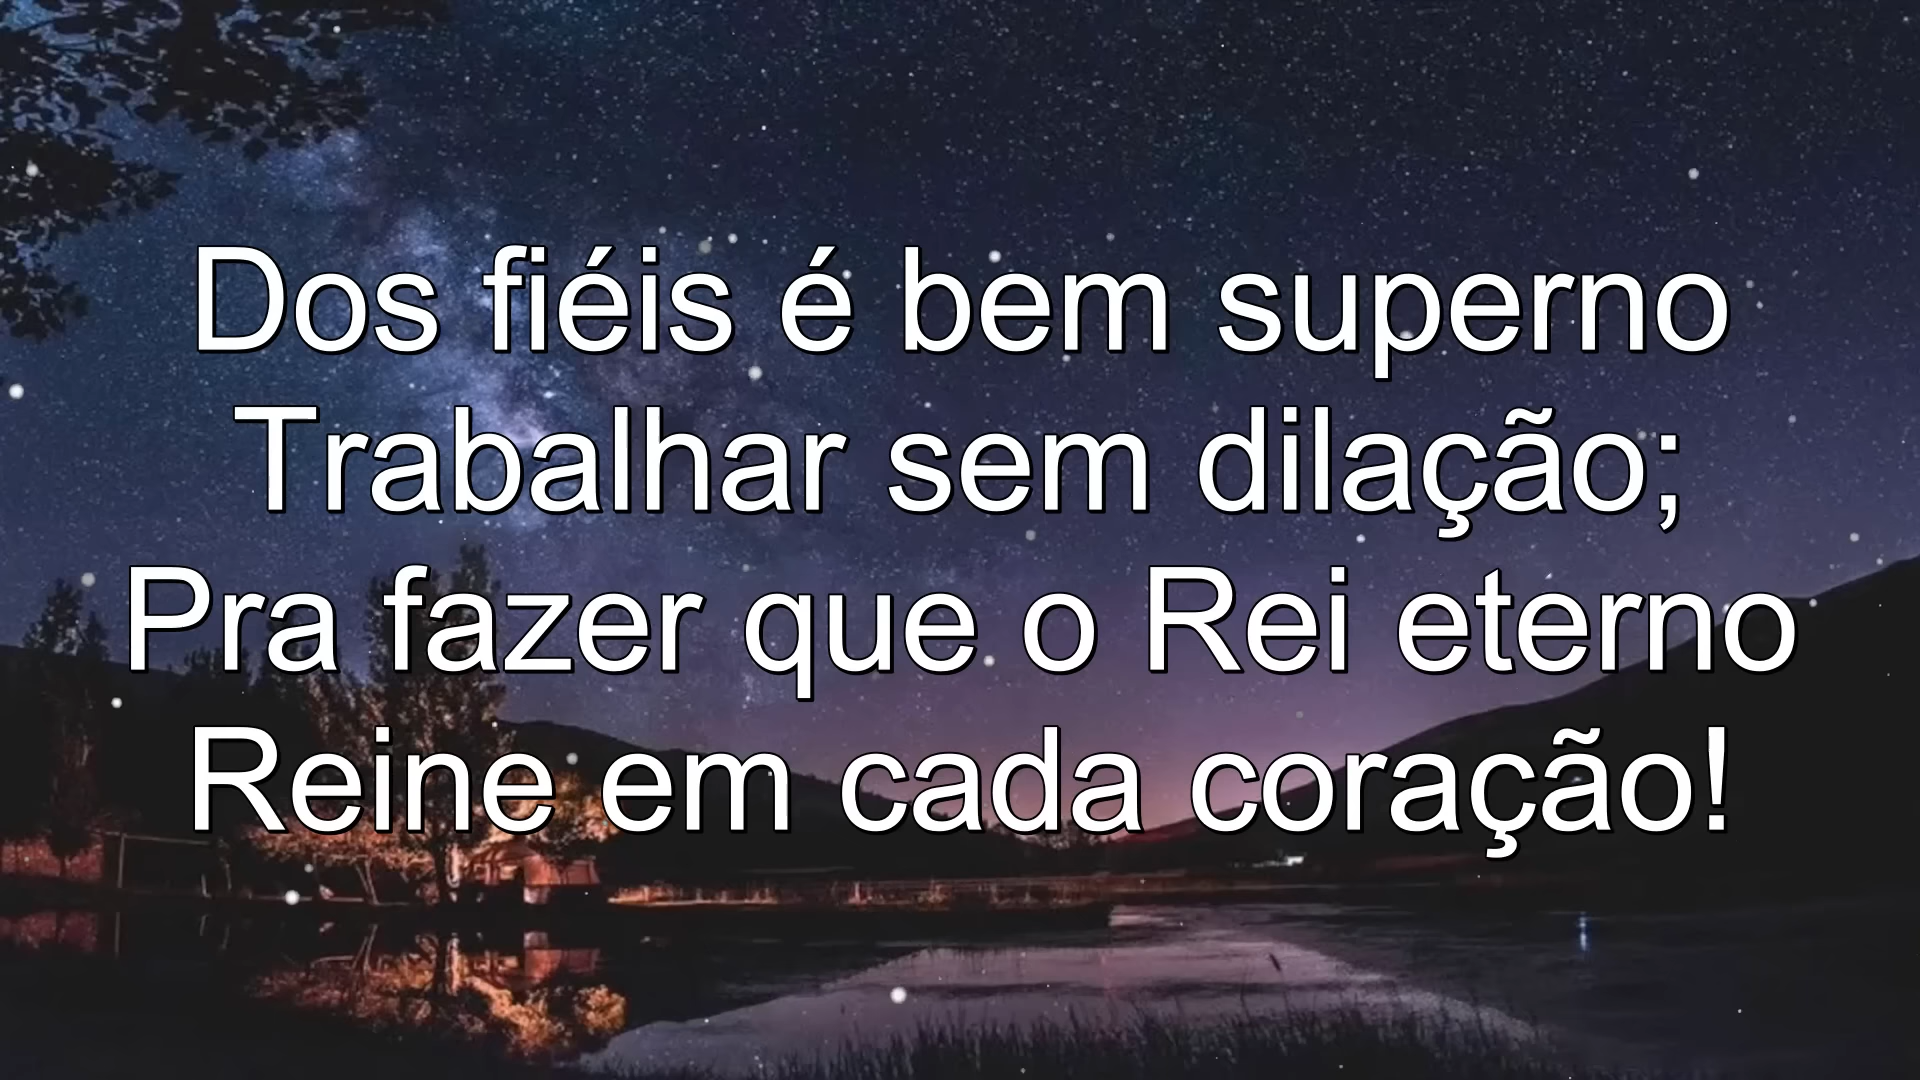 Dos fiéis é bem superno
Trabalhar sem dilação;
Pra fazer que o Rei eterno
Reine em cada coração!